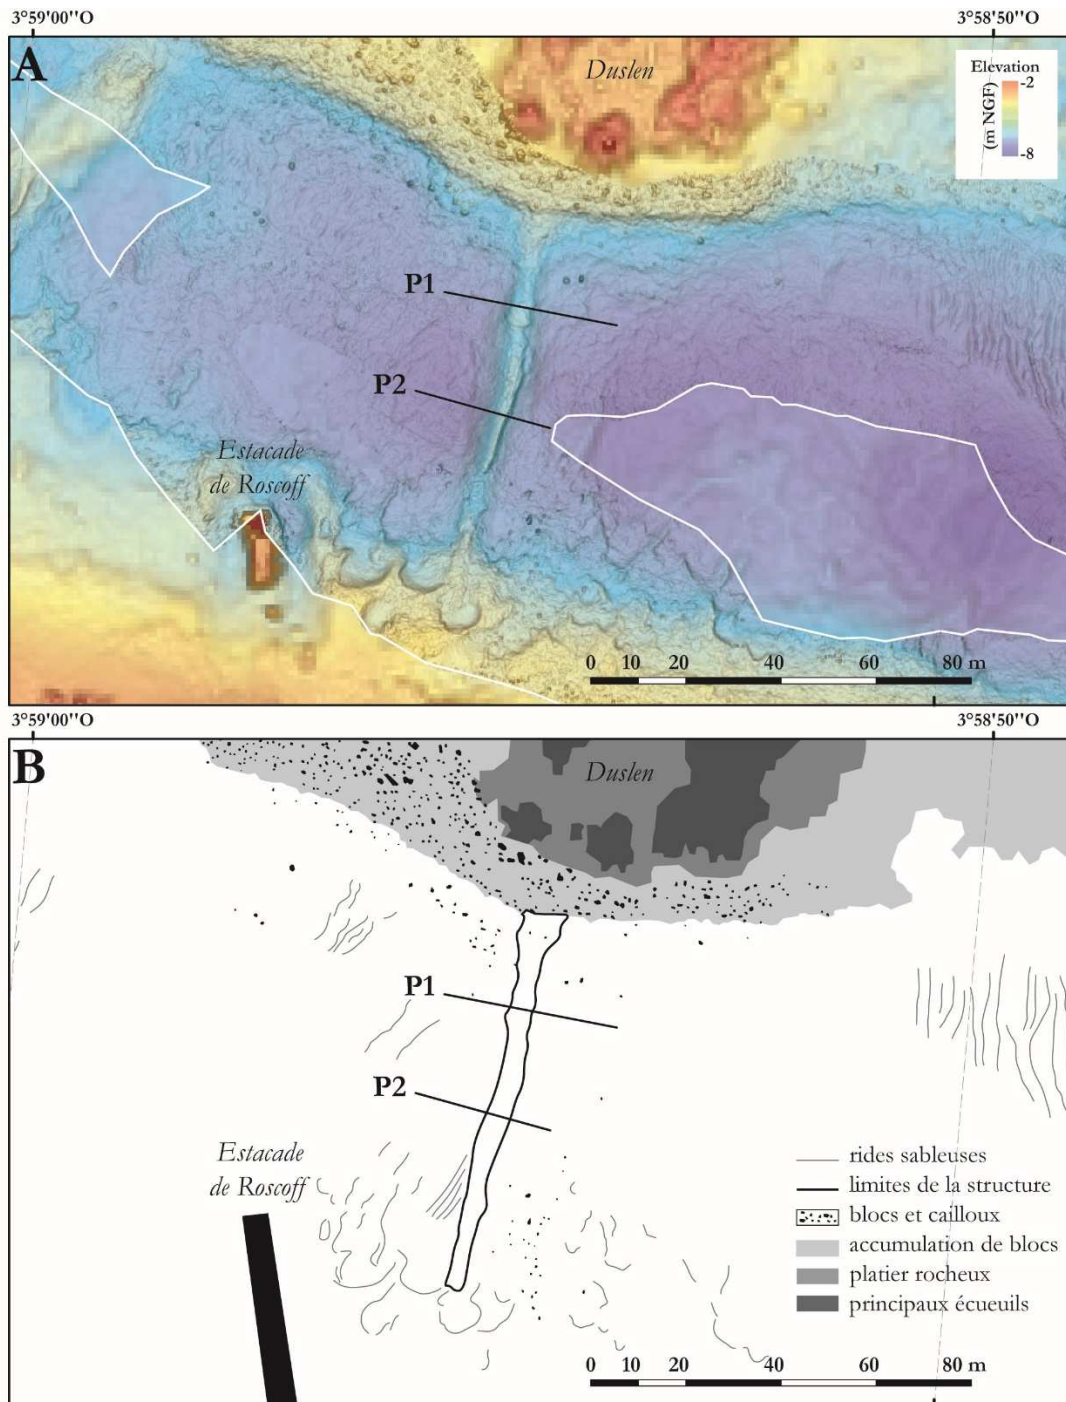 3°59'00''O
3°58'50''O
A
Duslen
Elevation
-2
(m NGF)
-8
P1
P2
Estacade
de Roscoff
0 10 20 40 60 80 m
3°59'00''O
3°58'50''O
B
Duslen
P1
P2
Estacade
de Roscoff
rides sableuses
limites de la structure
blocs et cailloux
accumulation de blocs
platier rocheux
principaux écueuils
0 10 20 40 60 80 m